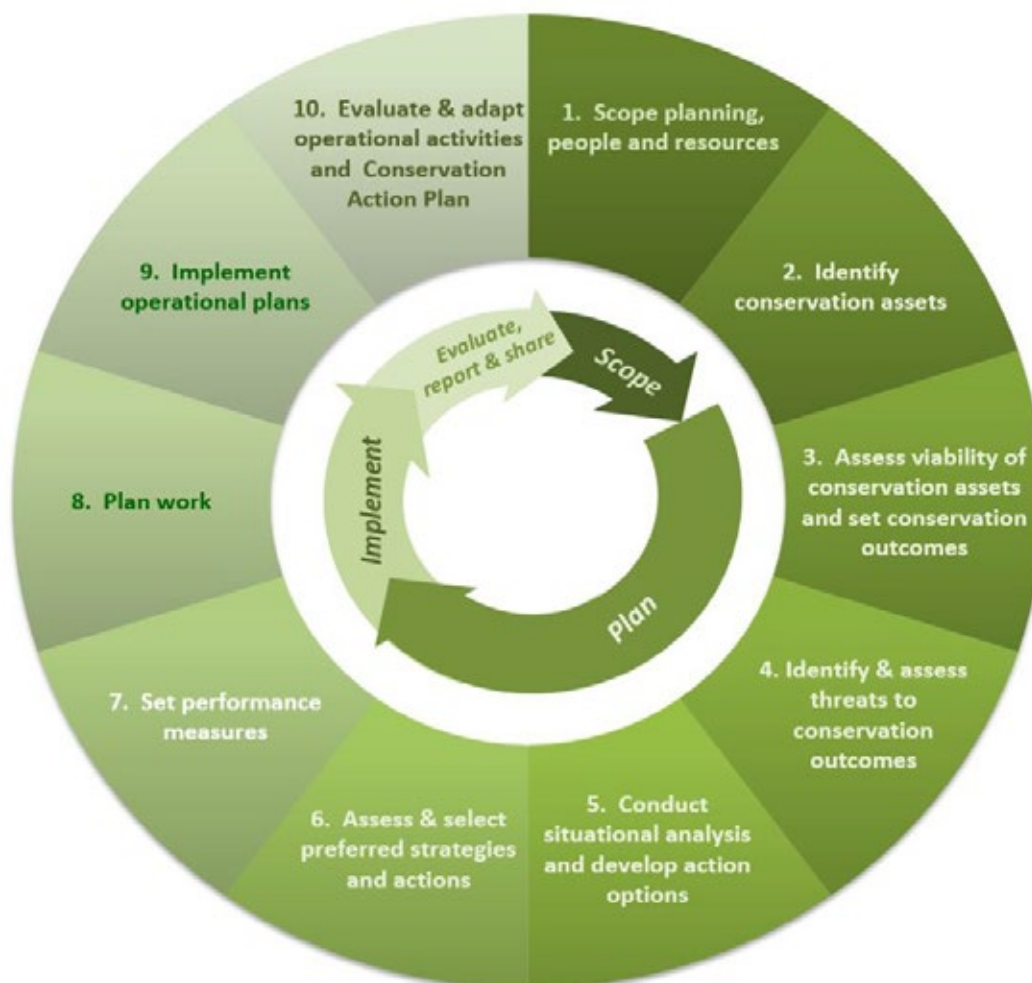 1. Scope planning,
people and resources
2. Identify
conservation assets
3. Assess viability of
conservation assets
and set conservation
outcomes
4. Identify & assess
threats to
conservation
outcomes
5. Conduct
situational analysis
and develop action
options
6. Assess & select
preferred strategies
and actions
7. Set performance
measures
8. Plan work
9. Implement
operational plans
10. Evaluate & adapt
operational activities
and Conservation
Action Plan
Scope
Plan
Implement
Evaluate,
report & share